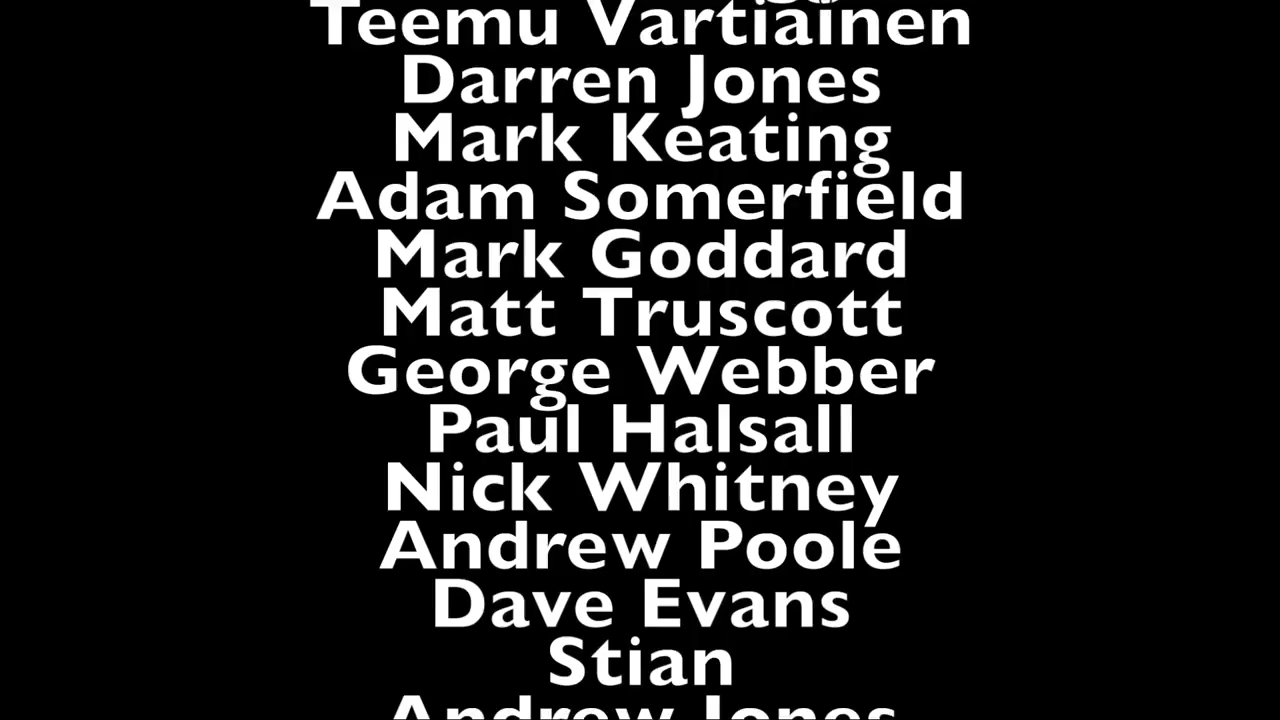 Teemu Vartiainen
Darren Jones
Mark Keating
Adam Somerfield
Mark Goddard
Matt Truscott
George Webber
Paul Halsall
Nick Whitney
Andrew Poole
Dave Evans
Stian
Andrew Jones